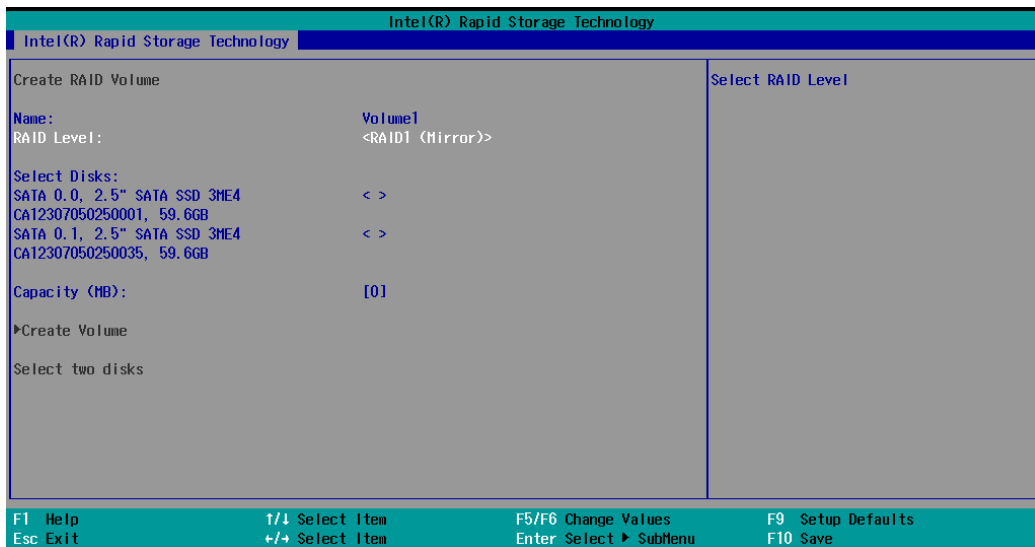 Intel(R) Rapid Storage Technology
Intel(R) Rapid Storage Technology
Create RAID Volume
Select RAID Level
Name: Volume1
RAID Level: <RAID1 (Mirror)>
Select Disks:
SATA 0.0, 2.5" SATA SSD 3ME4 < >
CA12307050250001, 59.6GB
SATA 0.1, 2.5" SATA SSD 3ME4 < >
CA12307050250035, 59.6GB
Capacity (MB): [0]
▶Create Volume
Select two disks
F1 Help ↑/↓ Select Item F5/F6 Change Values F9 Setup Defaults
Esc Exit ←/→ Select Item Enter Select ▶ SubMenu F10 Save